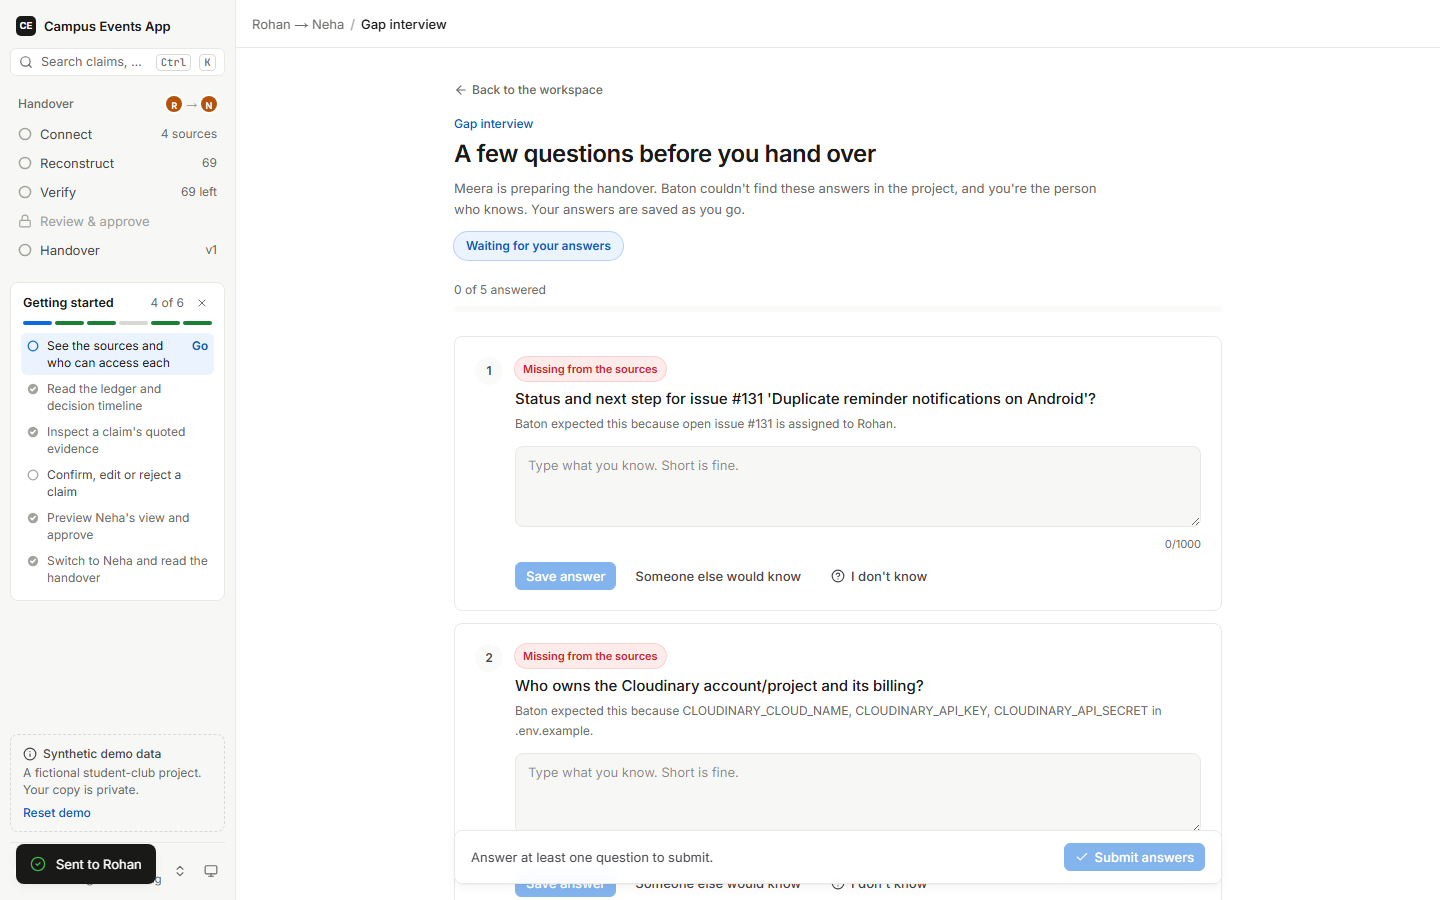 CE Campus Events App
Search claims, ... Ctrl K
Handover R → N
Connect 4 sources
Reconstruct 69
Verify 69 left
Review & approve
Handover v1
Getting started 4 of 6
See the sources and
who can access each
Go
Read the ledger and
decision timeline
Inspect a claim's quoted
evidence
Confirm, edit or reject a
claim
Preview Neha's view and
approve
Switch to Neha and read the
handover
Synthetic demo data
A fictional student-club project.
Your copy is private.
Reset demo
Sent to Rohan
Rohan → Neha / Gap interview
Back to the workspace
Gap interview
A few questions before you hand over
Meera is preparing the handover. Baton couldn't find these answers in the project, and you're the person
who knows. Your answers are saved as you go.
Waiting for your answers
0 of 5 answered
1 Missing from the sources
Status and next step for issue #131 'Duplicate reminder notifications on Android'?
Baton expected this because open issue #131 is assigned to Rohan.
Type what you know. Short is fine.
0/1000
Save answer Someone else would know I don't know
2 Missing from the sources
Who owns the Cloudinary account/project and its billing?
Baton expected this because CLOUDINARY_CLOUD_NAME, CLOUDINARY_API_KEY, CLOUDINARY_API_SECRET in
.env.example.
Type what you know. Short is fine.
Answer at least one question to submit. Submit answers
Save answer Someone else would know I don't know